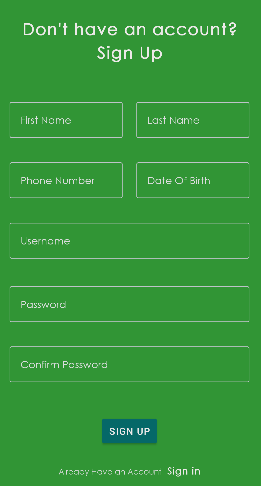 Don't have an account?
Sign Up
First Name
Last Name
Phone Number
Date Of Birth
Username
Password
Confirm Password
SIGN UP
Already Have an Account Sign in